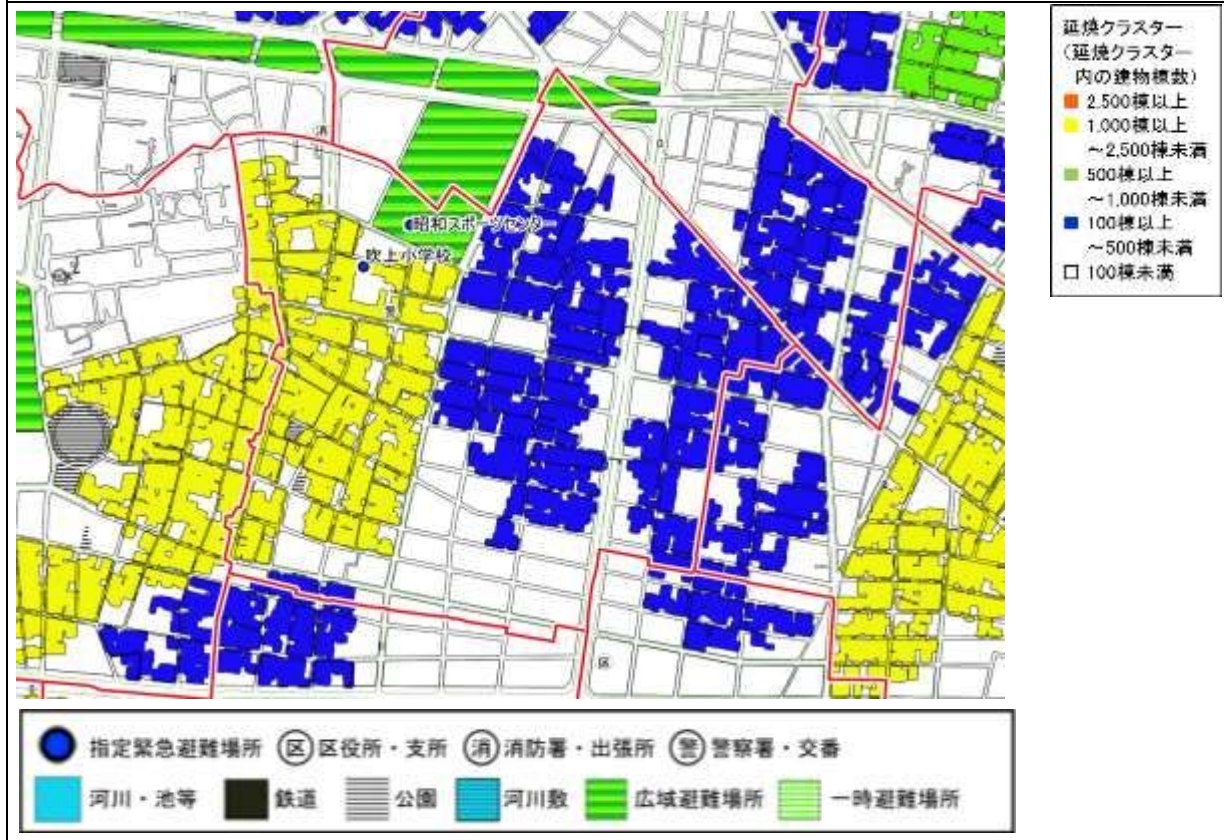 延焼クラスター
(延焼クラスター
内の建物棟数)
2,500棟以上
1,000棟以上
~2,500棟未満
500棟以上
~1,000棟未満
100棟以上
~500棟未満
100棟未満
消
昭和スポーツセンター
吹上小学校
警
区
指定緊急避難場所 区 区役所・支所 消 消防署・出張所 警 警察署・交番
河川・池等 鉄道 公園 河川敷 広域避難場所 一時避難場所